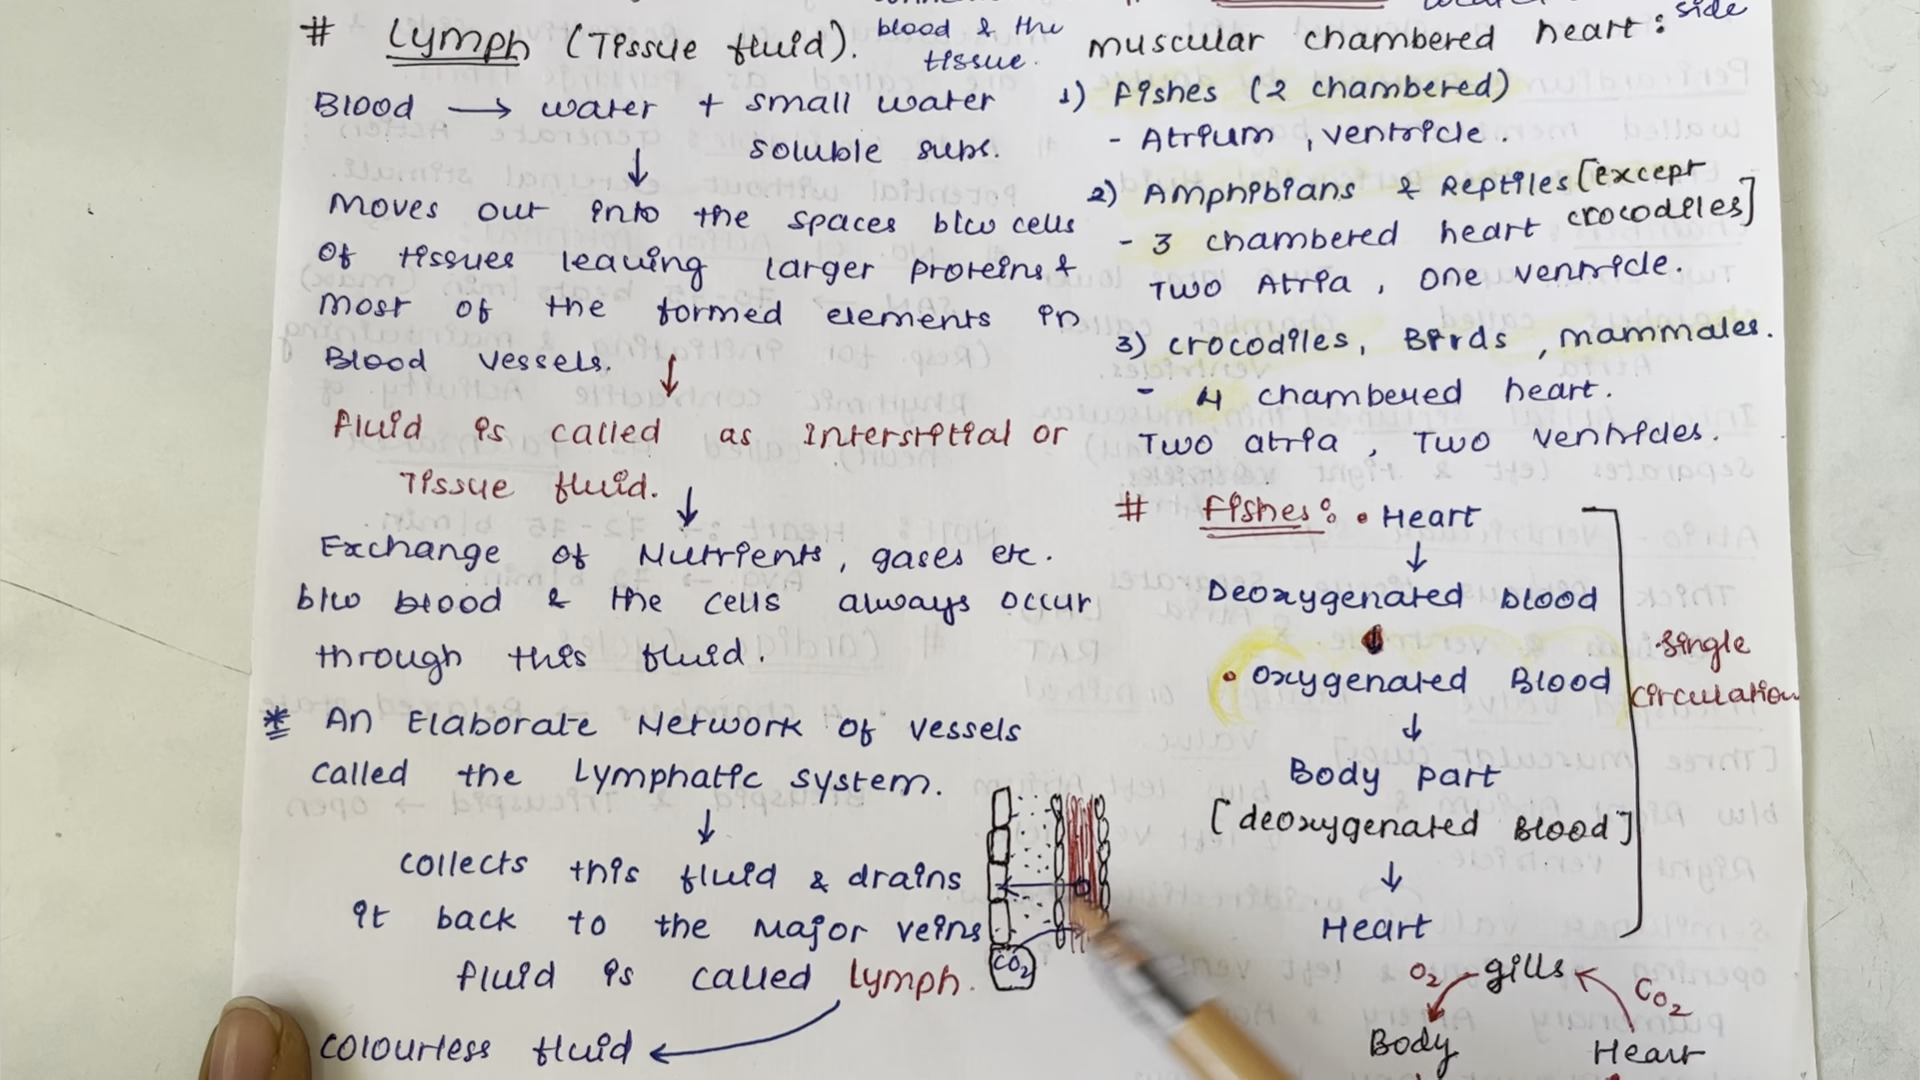 # Lymph (Tissue fluid).
blood & the
tissue.
Blood → water + small water
soluble subs.
↓
Moves out into the spaces b/w cells
of tissues leaving larger proteins &
most of the formed elements in
Blood vessels. ↓
fluid is called as Interstitial or
Tissue fluid. ↓
Exchange of Nutrients, gases etc.
b/w blood & the cells always occur
through this fluid.
* An Elaborate Network of vessels
called the Lymphatic system.
↓
collects this fluid & drains
it back to the Major veins
fluid is called lymph.
colourless fluid ←
CO2
side
muscular chambered heart:
1) Fishes (2 chambered)
- Atrium, ventricle.
2) Amphibians & Reptiles [except
crocodiles]
- 3 chambered heart
Two Atria, One ventricle.
3) crocodiles, Birds, mammales.
- 4 chambered heart.
Two atria, Two ventricles.
# Fishes: • Heart
↓
Deoxygenated Blood
↓
• Oxygenated Blood
↓
Body part
[deoxygenated Blood]
↓
Heart
single
circulation
O2 gills CO2
Body Heart